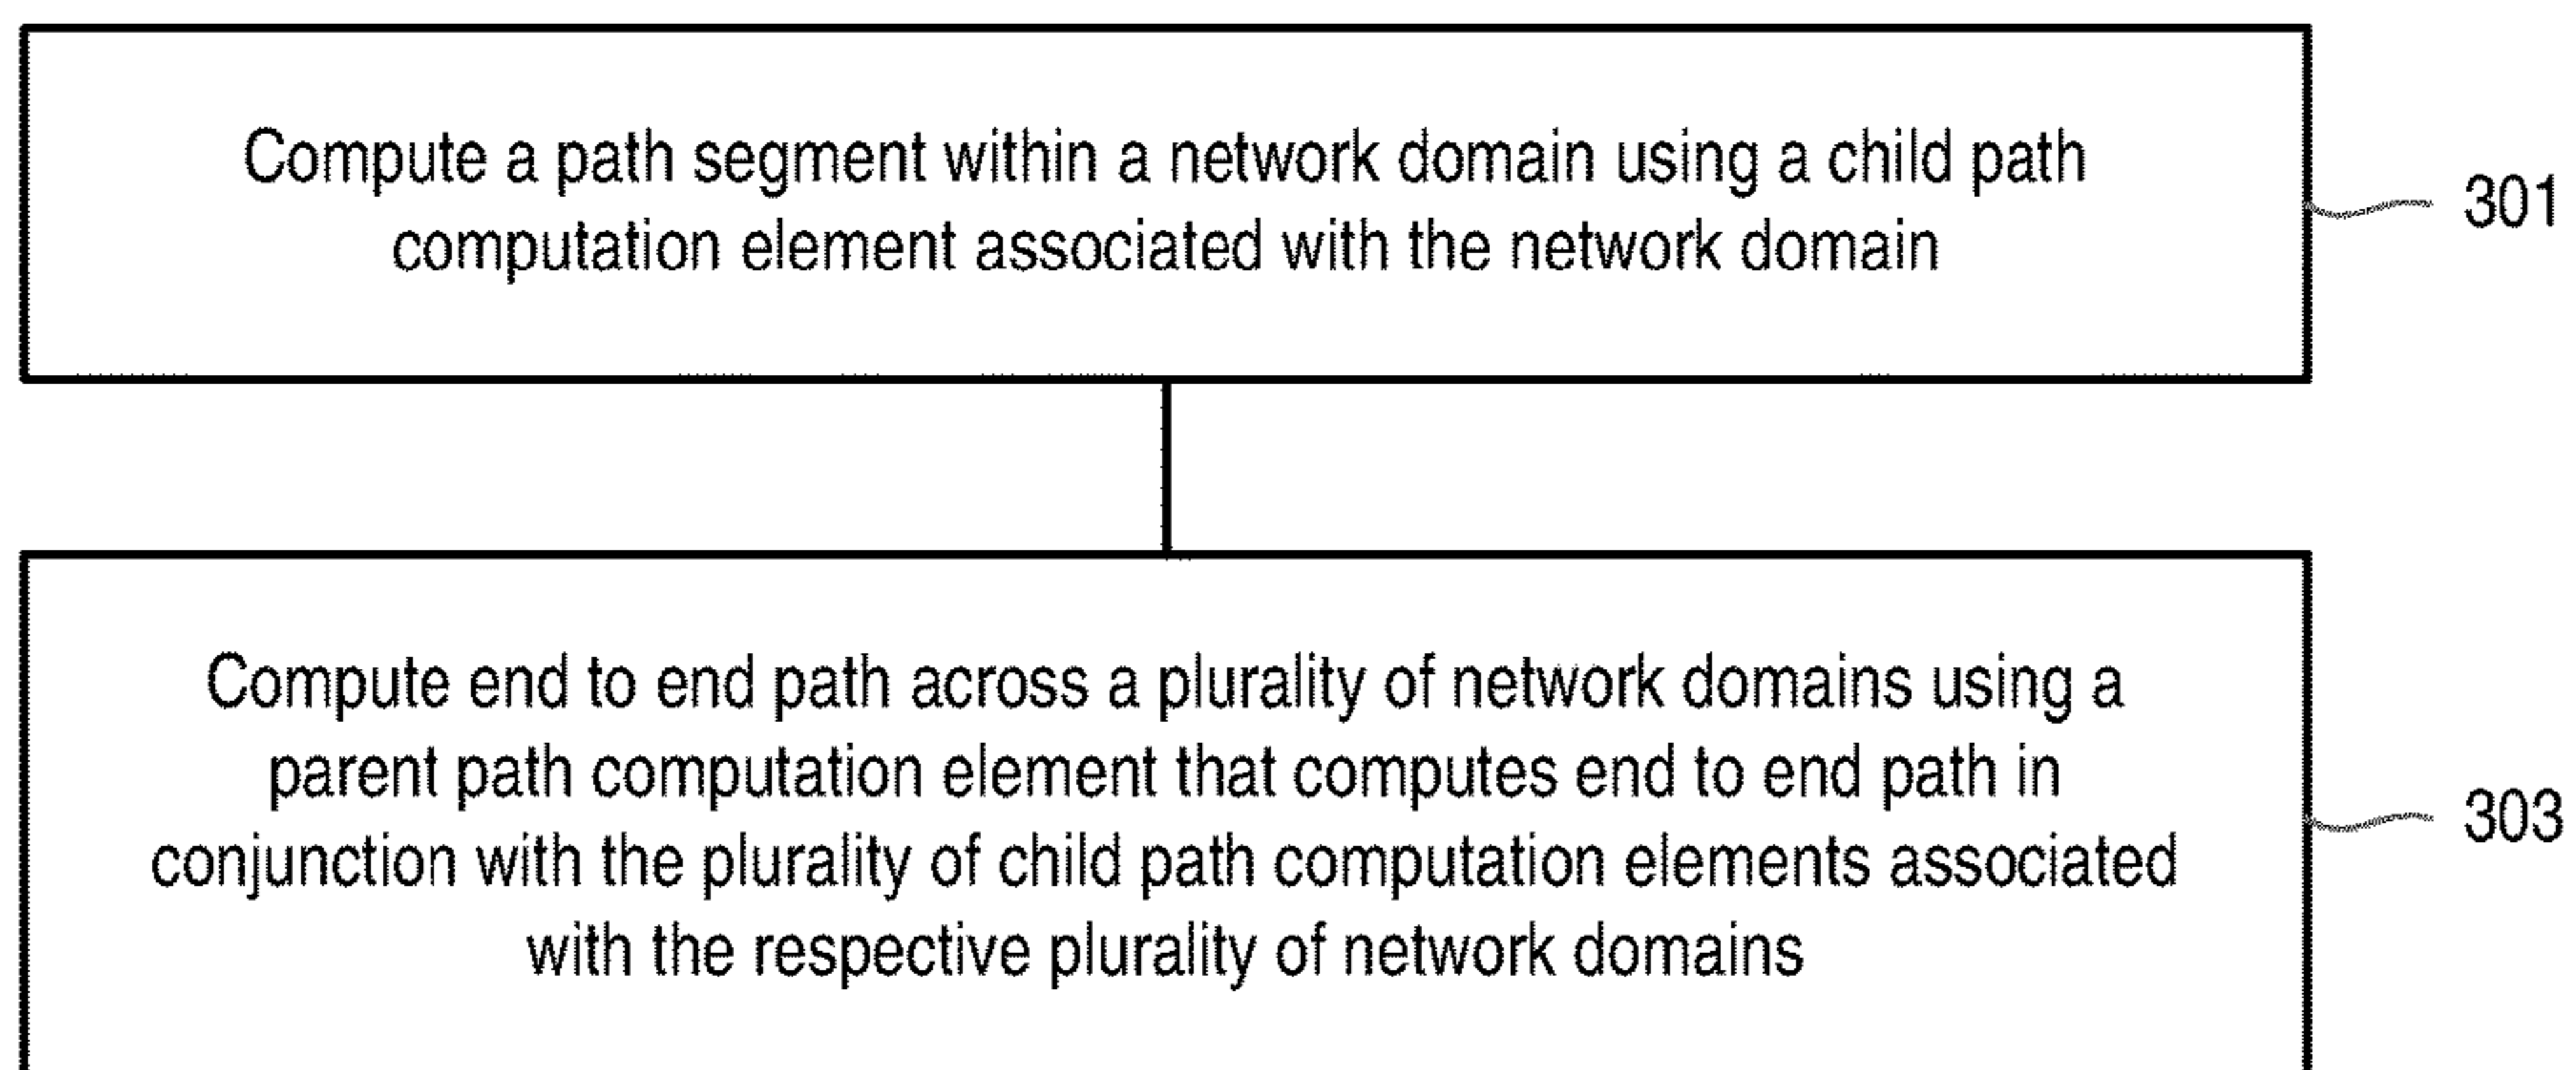 Compute a path segment within a network domain using a child path
computation element associated with the network domain
301
Compute end to end path across a plurality of network domains using a
parent path computation element that computes end to end path in
conjunction with the plurality of child path computation elements associated
with the respective plurality of network domains
303